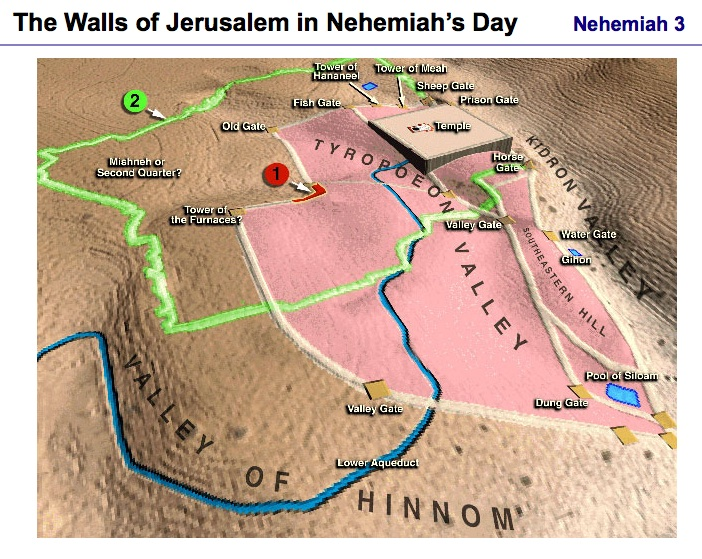 The Walls of Jerusalem in Nehemiah's Day
Nehemiah 3
Tower of
Hananeel
Tower of Meah
Sheep Gate
Prison Gate
Fish Gate
2
Old Gate
Temple
TYROPOEON VALLEY
KIDRON VALLEY
Mishneh or
Second Quarter?
Horse
Gate
1
Tower of
the Furnaces?
Valley Gate
Water Gate
Gihon
SOUTHEASTERN HILL
Pool of Siloam
Dung Gate
Valley Gate
Lower Aqueduct
VALLEY OF HINNOM